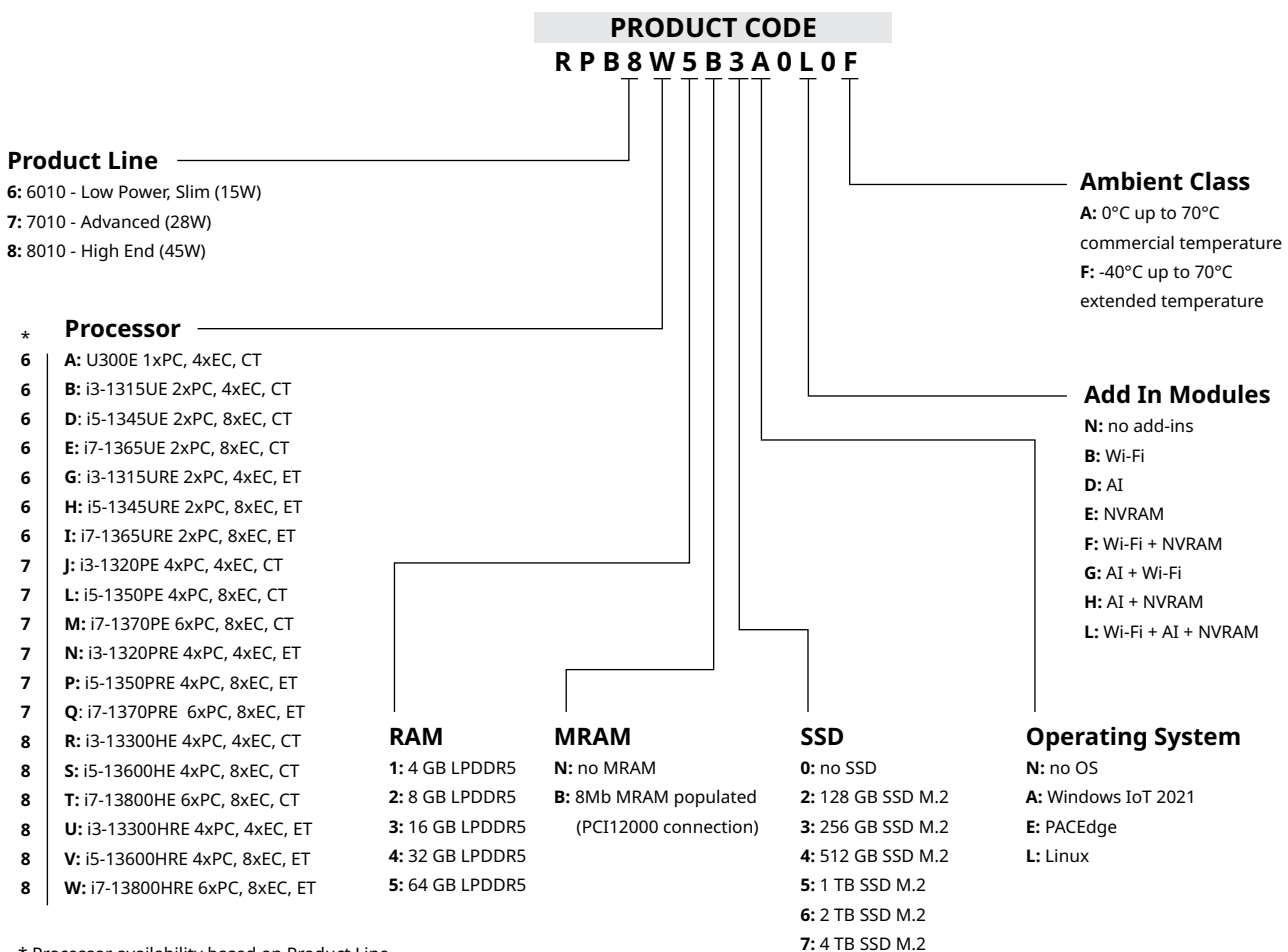 PRODUCT CODE
R P B 8 W 5 B 3 A 0 L 0 F
Product Line
6: 6010 - Low Power, Slim (15W)
7: 7010 - Advanced (28W)
8: 8010 - High End (45W)
Ambient Class
A: 0°C up to 70°C
commercial temperature
F: -40°C up to 70°C
extended temperature
* Processor
6 A: U300E 1xPC, 4xEC, CT
6 B: i3-1315UE 2xPC, 4xEC, CT
6 D: i5-1345UE 2xPC, 8xEC, CT
6 E: i7-1365UE 2xPC, 8xEC, CT
6 G: i3-1315URE 2xPC, 4xEC, ET
6 H: i5-1345URE 2xPC, 8xEC, ET
6 I: i7-1365URE 2xPC, 8xEC, ET
7 J: i3-1320PE 4xPC, 4xEC, CT
7 L: i5-1350PE 4xPC, 8xEC, CT
7 M: i7-1370PE 6xPC, 8xEC, CT
7 N: i3-1320PRE 4xPC, 4xEC, ET
7 P: i5-1350PRE 4xPC, 8xEC, ET
7 Q: i7-1370PRE 6xPC, 8xEC, ET
8 R: i3-13300HE 4xPC, 4xEC, CT
8 S: i5-13600HE 4xPC, 8xEC, CT
8 T: i7-13800HE 6xPC, 8xEC, CT
8 U: i3-13300HRE 4xPC, 4xEC, ET
8 V: i5-13600HRE 4xPC, 8xEC, ET
8 W: i7-13800HRE 6xPC, 8xEC, ET
* Processor availability based on Product Line
Add In Modules
N: no add-ins
B: Wi-Fi
D: AI
E: NVRAM
F: Wi-Fi + NVRAM
G: AI + Wi-Fi
H: AI + NVRAM
L: Wi-Fi + AI + NVRAM
RAM
1: 4 GB LPDDR5
2: 8 GB LPDDR5
3: 16 GB LPDDR5
4: 32 GB LPDDR5
5: 64 GB LPDDR5
MRAM
N: no MRAM
B: 8Mb MRAM populated
(PCI12000 connection)
SSD
0: no SSD
2: 128 GB SSD M.2
3: 256 GB SSD M.2
4: 512 GB SSD M.2
5: 1 TB SSD M.2
6: 2 TB SSD M.2
7: 4 TB SSD M.2
Operating System
N: no OS
A: Windows IoT 2021
E: PACEdge
L: Linux